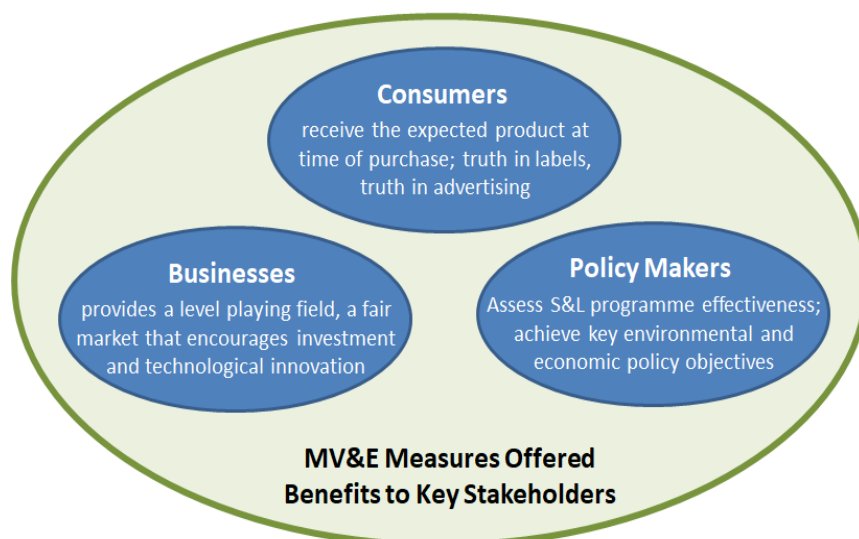 Consumers
receive the expected product at
time of purchase; truth in labels,
truth in advertising
Businesses
provides a level playing field, a fair
market that encourages investment
and technological innovation
Policy Makers
Assess S&L programme effectiveness;
achieve key environmental and
economic policy objectives
MV&E Measures Offered
Benefits to Key Stakeholders